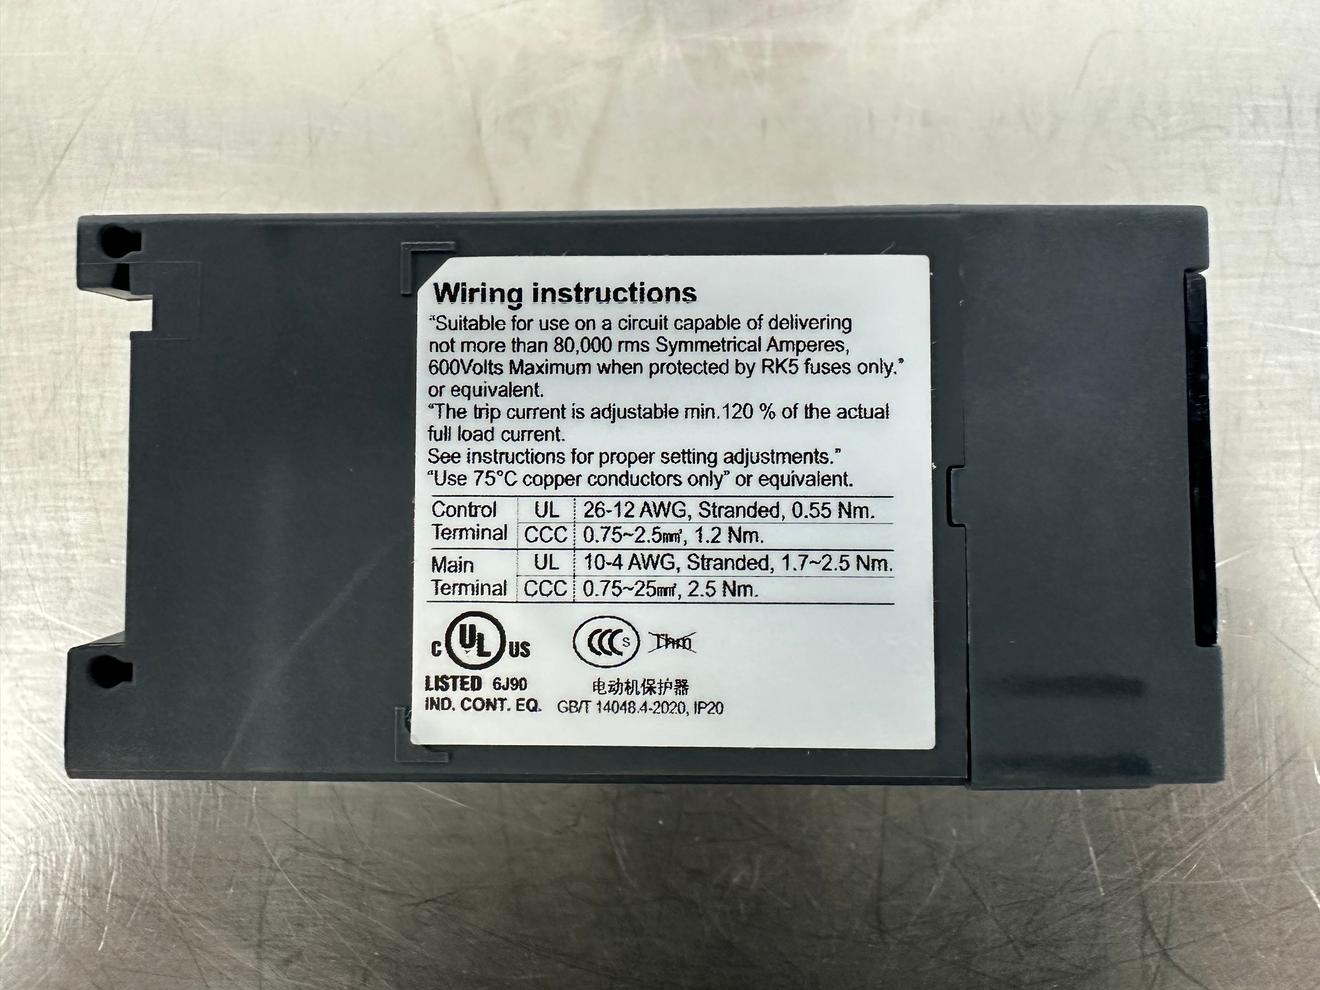 Wiring instructions
"Suitable for use on a circuit capable of delivering
not more than 80,000 rms Symmetrical Amperes,
600Volts Maximum when protected by RK5 fuses only."
or equivalent.
"The trip current is adjustable min.120 % of the actual
full load current.
See instructions for proper setting adjustments."
"Use 75°C copper conductors only" or equivalent.
Control UL 26-12 AWG, Stranded, 0.55 Nm.
Terminal CCC 0.75~2.5㎟, 1.2 Nm.
Main UL 10-4 AWG, Stranded, 1.7~2.5 Nm.
Terminal CCC 0.75~25㎟, 2.5 Nm.
C UL US CCC S Thm
LISTED 6J90 电动机保护器
IND. CONT. EQ. GB/T 14048.4-2020, IP20